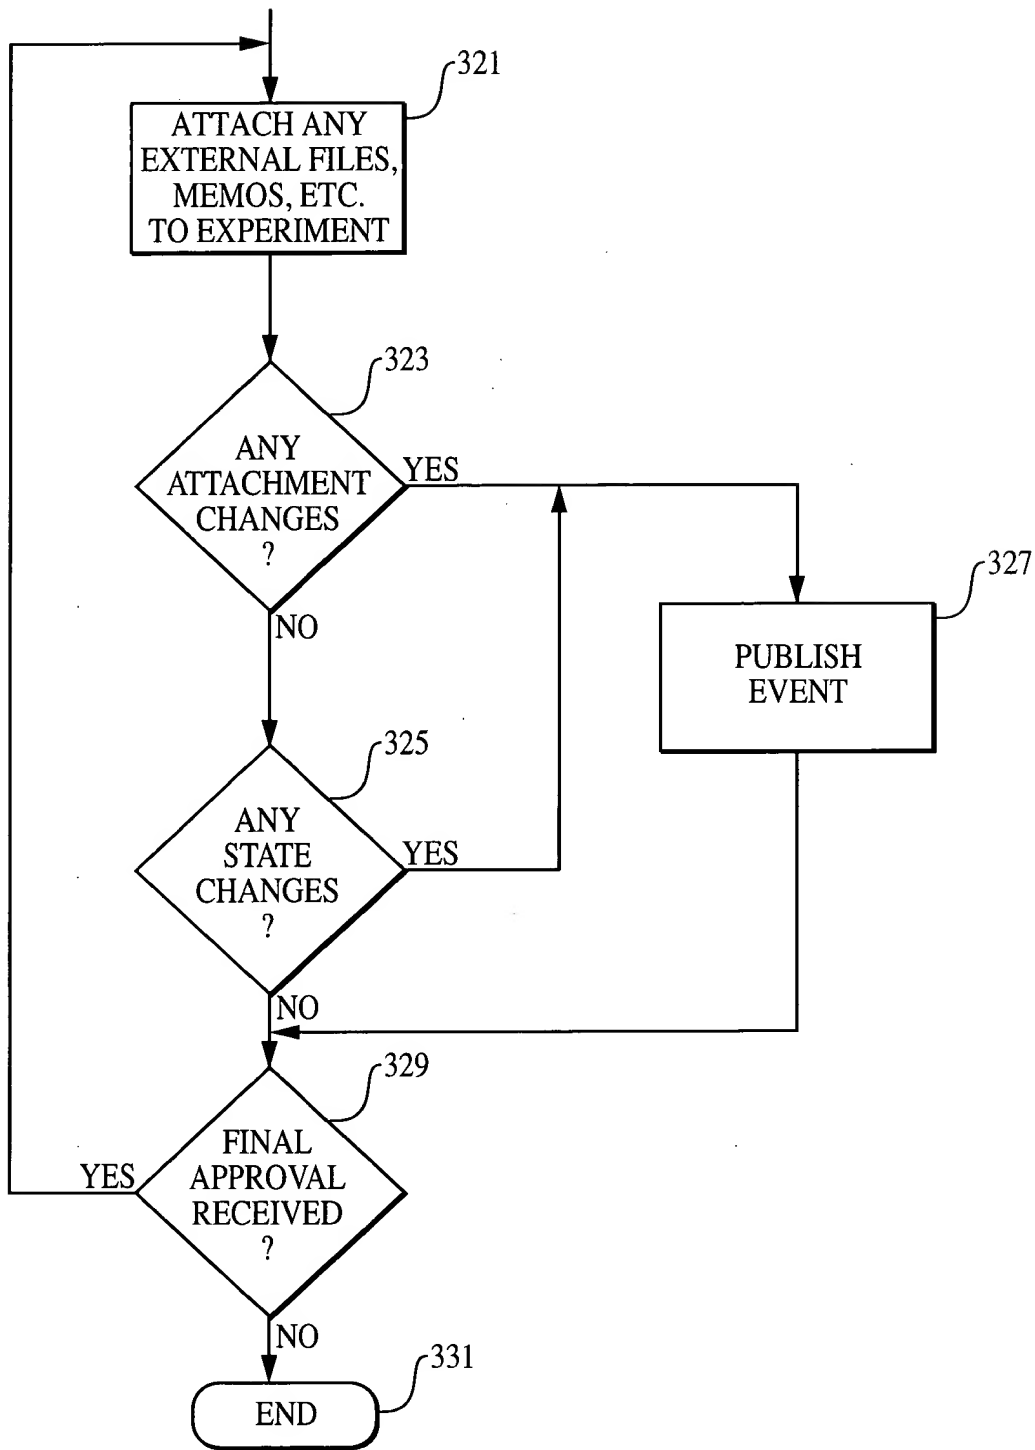 321
ATTACH ANY
EXTERNAL FILES,
MEMOS, ETC.
TO EXPERIMENT
323
ANY
ATTACHMENT
CHANGES
?
YES
NO
327
PUBLISH
EVENT
325
ANY
STATE
CHANGES
?
YES
NO
329
FINAL
APPROVAL
RECEIVED
?
YES
NO
331
END